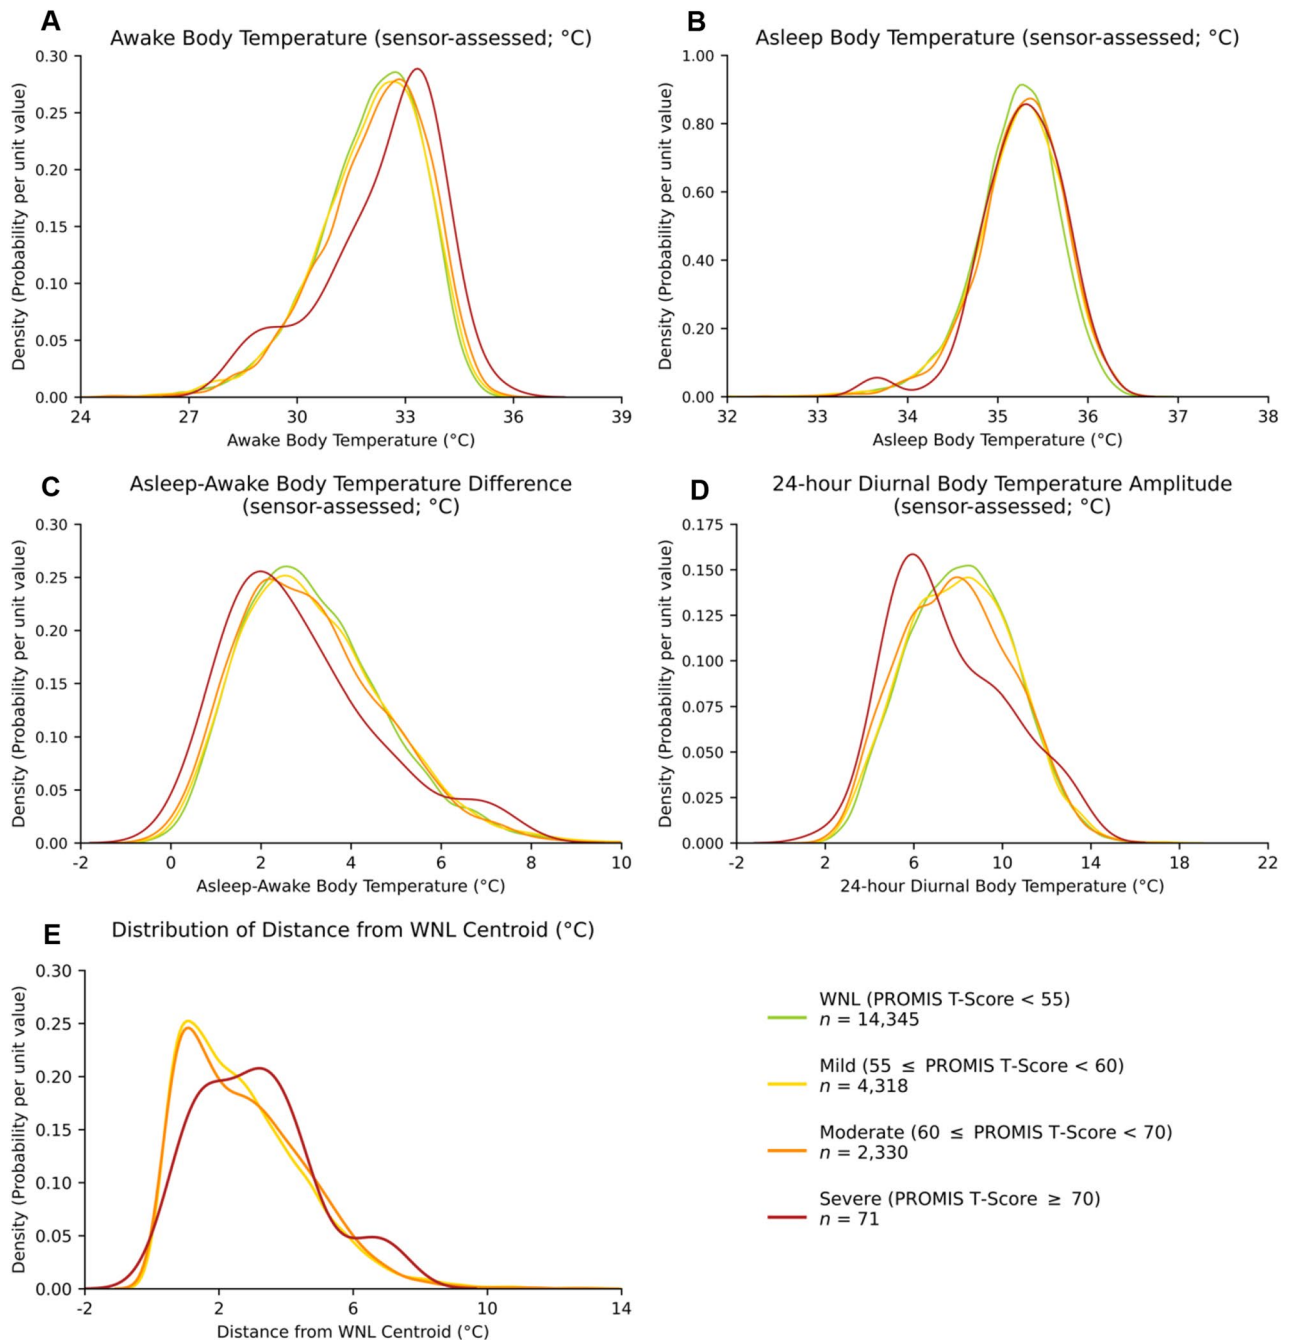 A
Awake Body Temperature (sensor-assessed; °C)
Density (Probability per unit value)
0.30
0.25
0.20
0.15
0.10
0.05
0.00
24 27 30 33 36 39
Awake Body Temperature (°C)
B
Asleep Body Temperature (sensor-assessed; °C)
Density (Probability per unit value)
1.00
0.80
0.60
0.40
0.20
0.00
32 33 34 35 36 37 38
Asleep Body Temperature (°C)
C
Asleep-Awake Body Temperature Difference
(sensor-assessed; °C)
Density (Probability per unit value)
0.30
0.25
0.20
0.15
0.10
0.05
0.00
-2 0 2 4 6 8 10
Asleep-Awake Body Temperature (°C)
D
24-hour Diurnal Body Temperature Amplitude
(sensor-assessed; °C)
Density (Probability per unit value)
0.175
0.150
0.125
0.100
0.075
0.050
0.025
0.000
-2 2 6 10 14 18 22
24-hour Diurnal Body Temperature (°C)
E
Distribution of Distance from WNL Centroid (°C)
Density (Probability per unit value)
0.30
0.25
0.20
0.15
0.10
0.05
0.00
-2 2 6 10 14
Distance from WNL Centroid (°C)
WNL (PROMIS T-Score < 55)
n = 14,345
Mild (55 ≤ PROMIS T-Score < 60)
n = 4,318
Moderate (60 ≤ PROMIS T-Score < 70)
n = 2,330
Severe (PROMIS T-Score ≥ 70)
n = 71